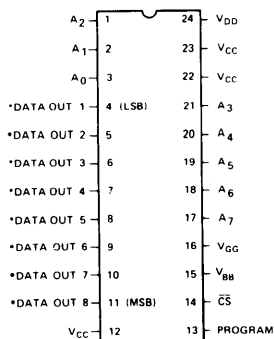 A2 1 24 VDD
A1 2 23 VCC
A0 3 22 VCC
*DATA OUT 1 4 (LSB) 21 A3
*DATA OUT 2 5 20 A4
*DATA OUT 3 6 19 A5
*DATA OUT 4 7 18 A6
*DATA OUT 5 8 17 A7
*DATA OUT 6 9 16 VGG
*DATA OUT 7 10 15 VBB
*DATA OUT 8 11 (MSB) 14 C̅S̅
VCC 12 13 PROGRAM